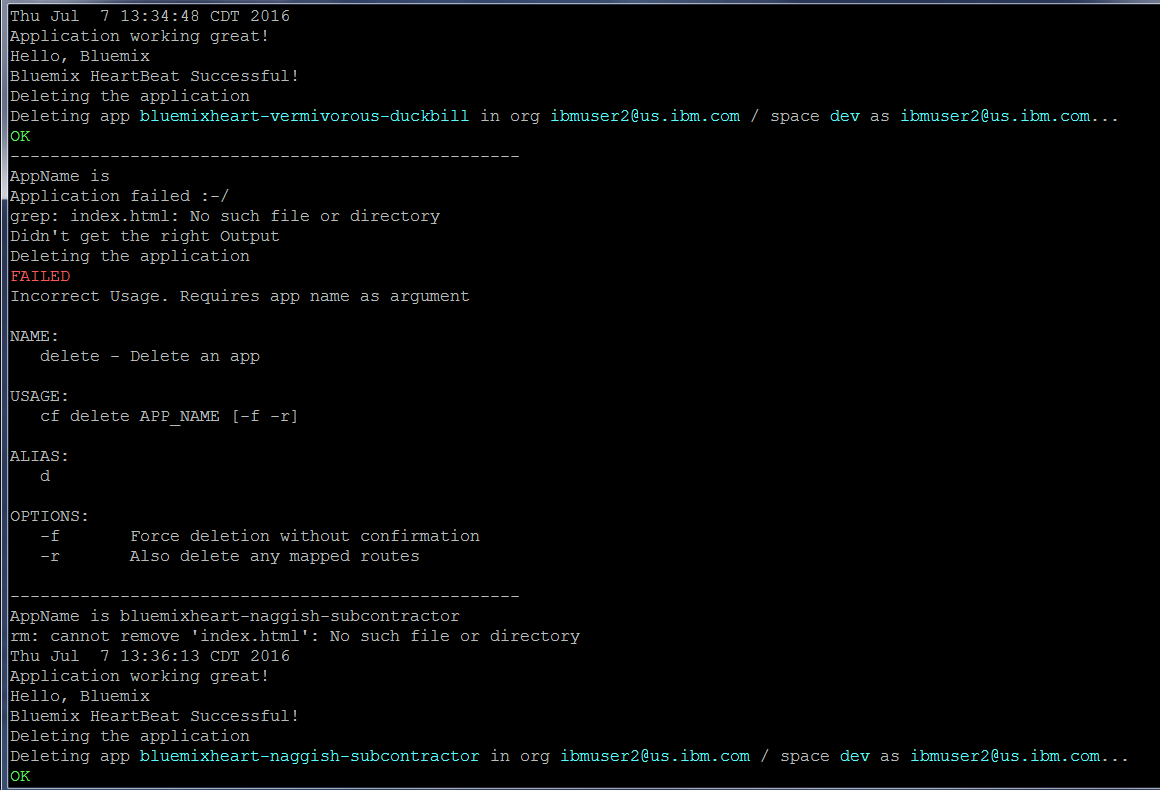 Thu Jul  7 13:34:48 CDT 2016
Application working great!
Hello, Bluemix
Bluemix HeartBeat Successful!
Deleting the application
Deleting app bluemixheart-vermivorous-duckbill in org ibmuser2@us.ibm.com / space dev as ibmuser2@us.ibm.com...
OK
---------------------------------------------------
AppName is
Application failed :-/
grep: index.html: No such file or directory
Didn't get the right Output
Deleting the application
FAILED
Incorrect Usage. Requires app name as argument

NAME:
   delete - Delete an app

USAGE:
   cf delete APP_NAME [-f -r]

ALIAS:
   d

OPTIONS:
   -f       Force deletion without confirmation
   -r       Also delete any mapped routes

---------------------------------------------------
AppName is bluemixheart-naggish-subcontractor
rm: cannot remove 'index.html': No such file or directory
Thu Jul  7 13:36:13 CDT 2016
Application working great!
Hello, Bluemix
Bluemix HeartBeat Successful!
Deleting the application
Deleting app bluemixheart-naggish-subcontractor in org ibmuser2@us.ibm.com / space dev as ibmuser2@us.ibm.com...
OK